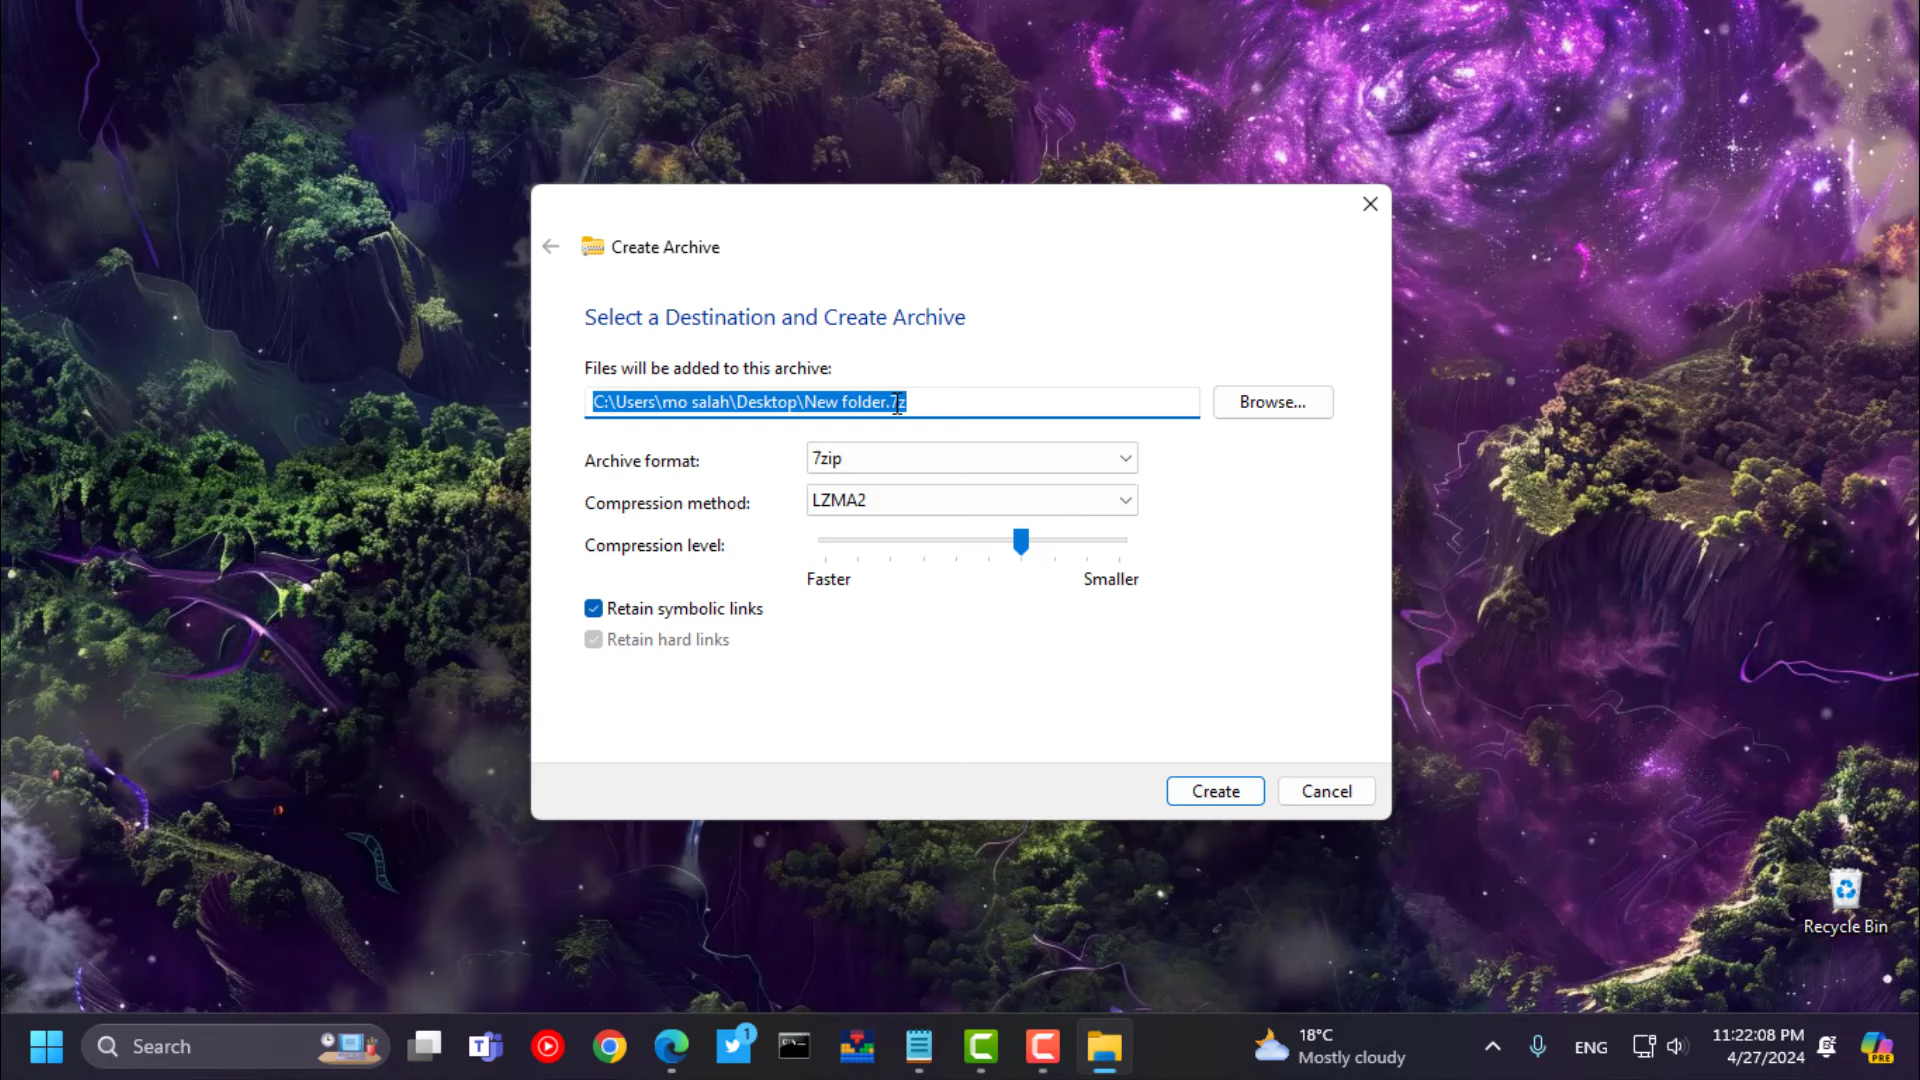 Create Archive
Select a Destination and Create Archive
Files will be added to this archive:
C:\Users\mo salah\Desktop\New folder.7z
Browse...
Archive format:
7zip
Compression method:
LZMA2
Compression level:
Faster
Smaller
Retain symbolic links
Retain hard links
Create
Cancel
Recycle Bin
Search
T
1
C:\
C
C
18°C
Mostly cloudy
ENG
11:22:08 PM
4/27/2024
PRE